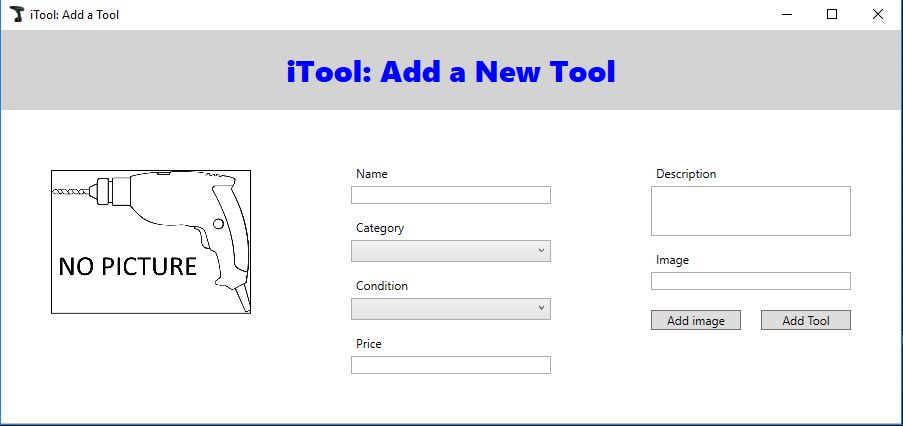 iTool: Add a Tool
iTool: Add a New Tool
NO PICTURE
Name
Category
Condition
Price
Description
Image
Add image
Add Tool